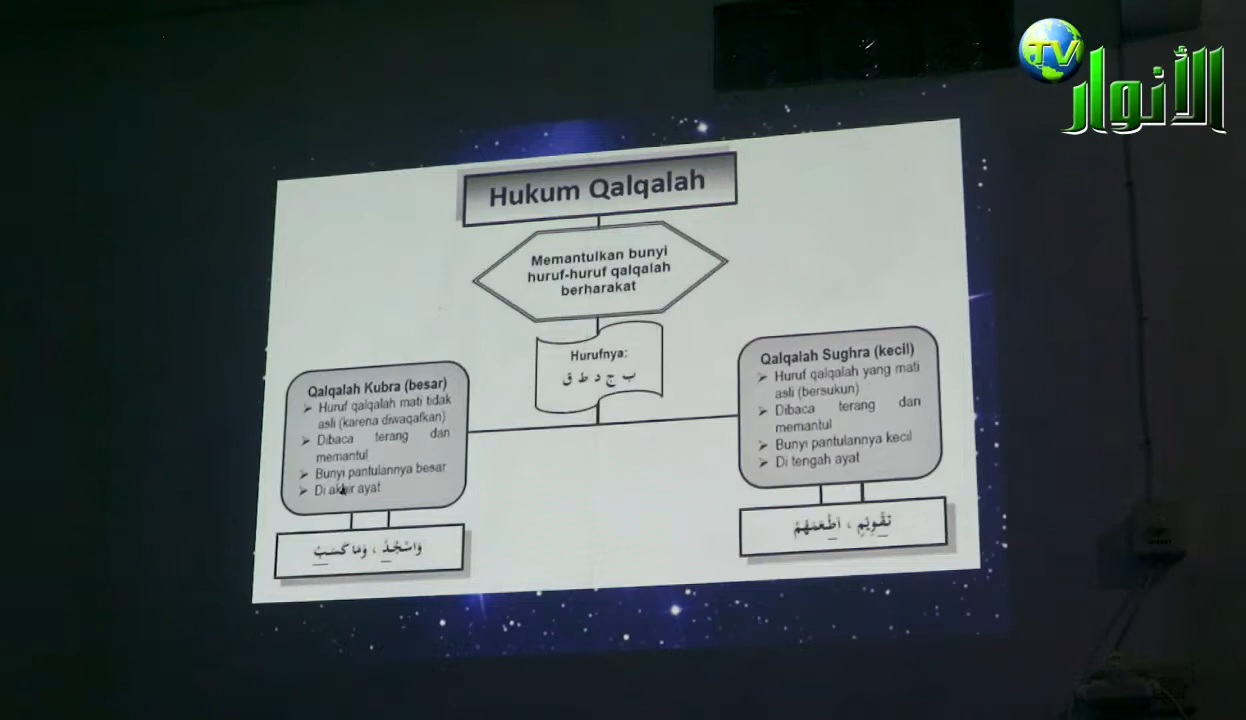 TV
الأنوار
Hukum Qalqalah
Memantulkan bunyi
huruf-huruf qalqalah
berharakat
Hurufnya:
ب ج د ط ق
Qalqalah Kubra (besar)
➤ Huruf qalqalah mati tidak
asli (karena diwaqafkan)
➤ Dibaca terang dan
memantul
➤ Bunyi pantulannya besar
➤ Di akhir ayat
وَاسْجُدْ ، وَمَا كَسَبُ
Qalqalah Sughra (kecil)
➤ Huruf qalqalah yang mati
asli (bersukun)
➤ Dibaca terang dan
memantul
➤ Bunyi pantulannya kecil
➤ Di tengah ayat
تَقْوِيْمٍ ، اَطْعَمَهُمْ